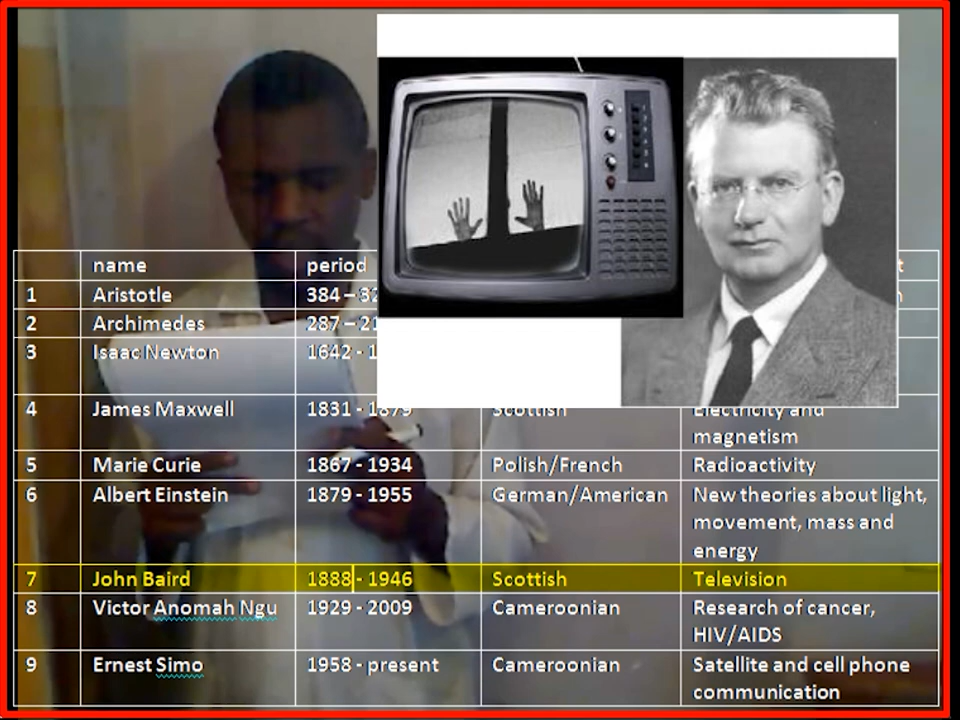 name period
1 Aristotle 384 –
2 Archimedes 287 –
3 Isaac Newton 1642 -
4 James Maxwell 1831 - 1879 Scottish Electricity and
magnetism
5 Marie Curie 1867 - 1934 Polish/French Radioactivity
6 Albert Einstein 1879 - 1955 German/American New theories about light,
movement, mass and
energy
7 John Baird 1888 - 1946 Scottish Television
8 Victor Anomah Ngu 1929 - 2009 Cameroonian Research of cancer,
HIV/AIDS
9 Ernest Simo 1958 - present Cameroonian Satellite and cell phone
communication